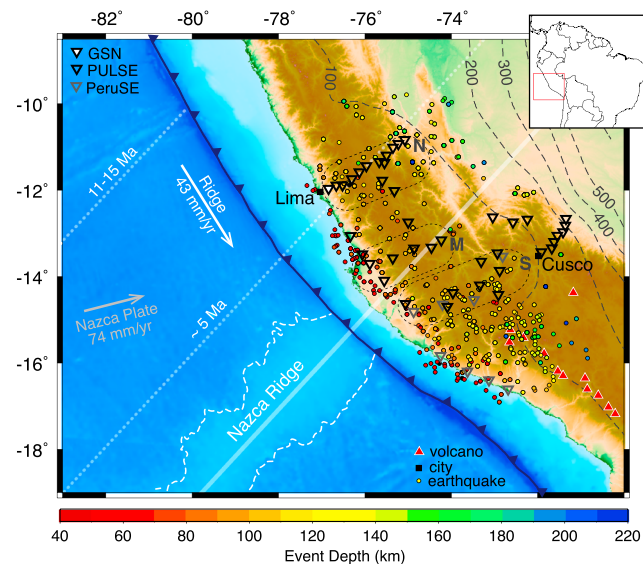 -82° -80° -78° -76° -74°
GSN
PULSE
PeruSE
-10°
-12°
-14°
-16°
-18°
100
200
300
500
400
11-15 Ma
Ridge
43 mm/yr
Lima
N
M
S
Cusco
Nazca Plate
74 mm/yr
~ 5 Ma
Nazca Ridge
volcano
city
earthquake
40 60 80 100 120 140 160 180 200 220
Event Depth (km)